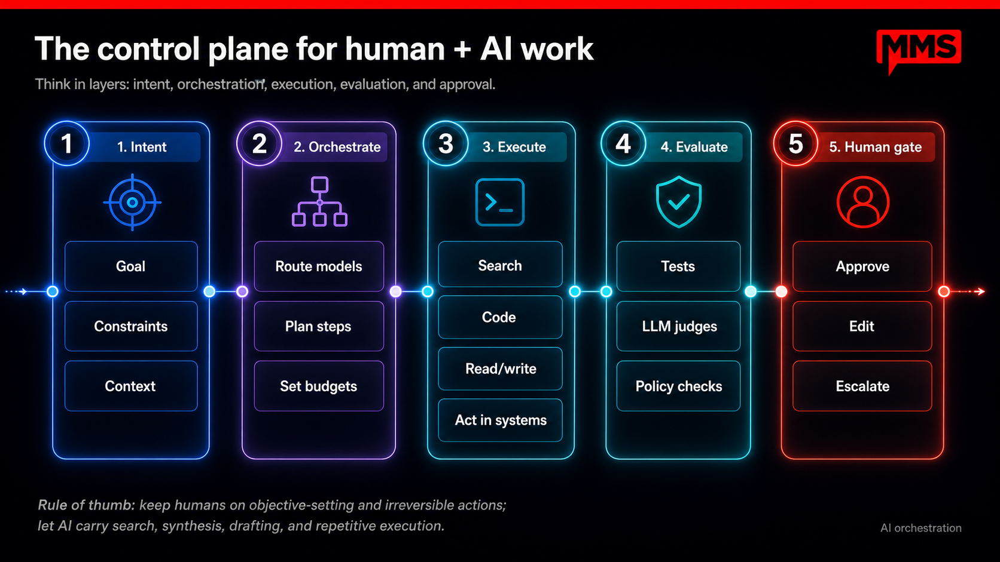 The control plane for human + AI work
MMS
Think in layers: intent, orchestration, execution, evaluation, and approval.
1
1. Intent
Goal
Constraints
Context
2
2. Orchestrate
Route models
Plan steps
Set budgets
3
3. Execute
Search
Code
Read/write
Act in systems
4
4. Evaluate
Tests
LLM judges
Policy checks
5
5. Human gate
Approve
Edit
Escalate
Rule of thumb: keep humans on objective-setting and irreversible actions;
let AI carry search, synthesis, drafting, and repetitive execution.
AI orchestration